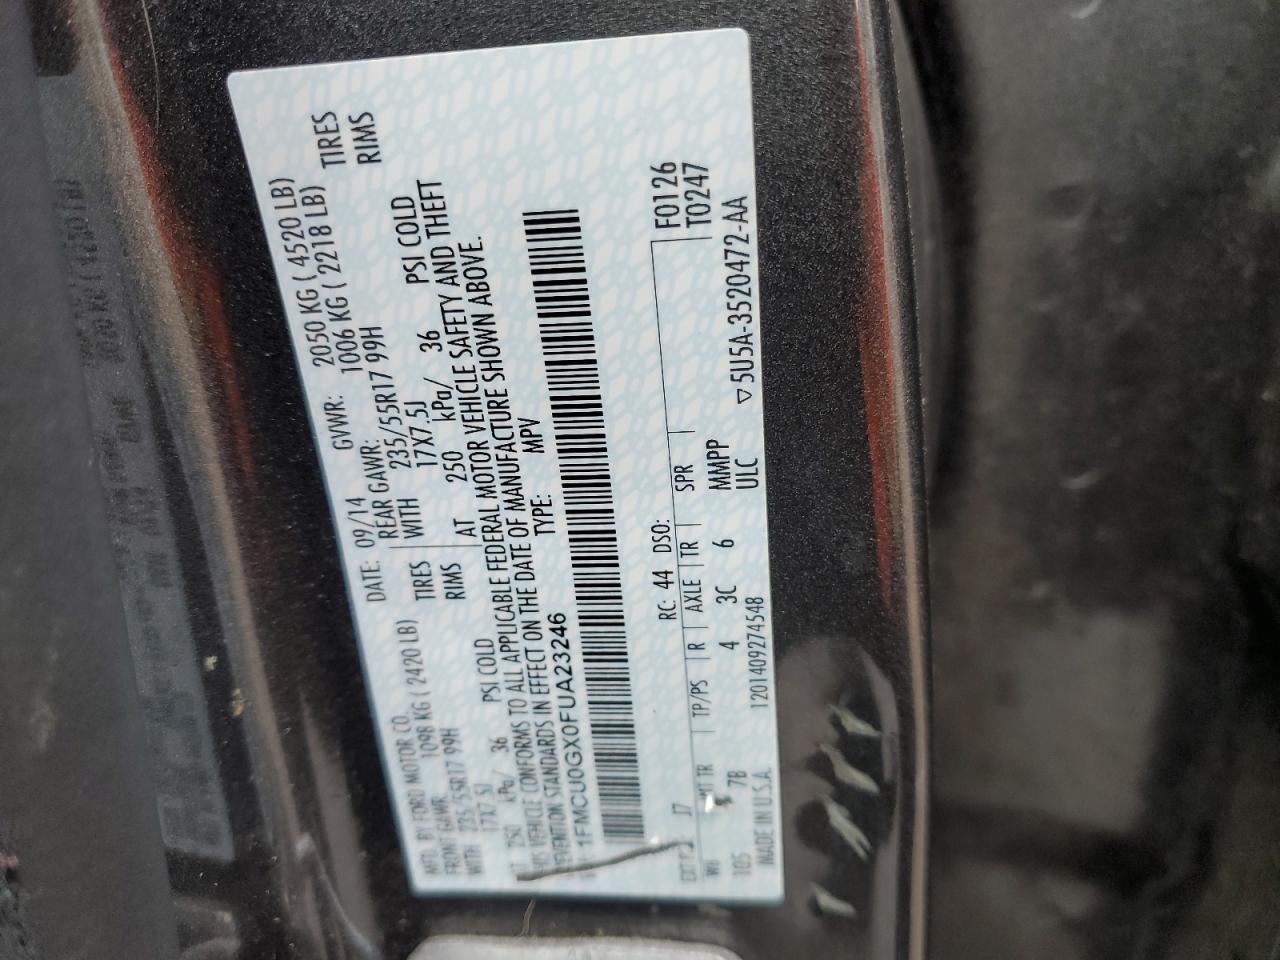 MFD. BY FORD MOTOR CO.
DATE: 09/14 GVWR: 2050 KG ( 4520 LB)
FRONT GAWR: 1098 KG ( 2420 LB) REAR GAWR: 1006 KG ( 2218 LB)
WITH 235/55R17 99H TIRES WITH 235/55R17 99H TIRES
17X7.5J RIMS 17X7.5J RIMS
AT 250 kPa/ 36 PSI COLD AT 250 kPa/ 36 PSI COLD
THIS VEHICLE CONFORMS TO ALL APPLICABLE FEDERAL MOTOR VEHICLE SAFETY AND THEFT
PREVENTION STANDARDS IN EFFECT ON THE DATE OF MANUFACTURE SHOWN ABOVE.
1FMCU0GX0FUA23246 TYPE: MPV
F0126
T0247
EXT J7 RC: 44 DSO:
WB TR TP/PS R AXLE TR SPR
105 7B 4 3C 6 MMPP
ULC
MADE IN U.S.A. 1201409274548 ▽5U5A-3520472-AA